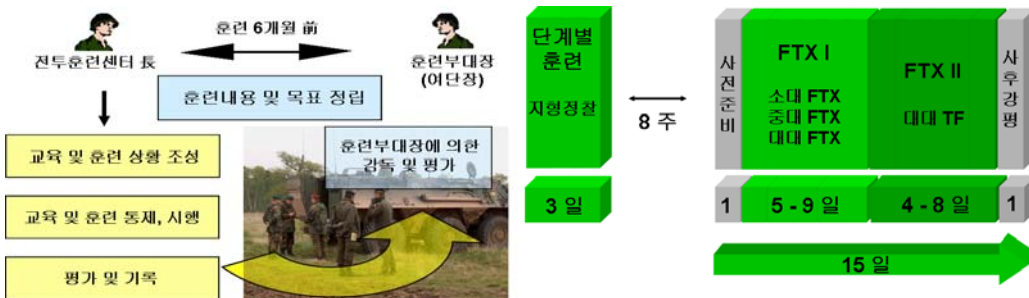 훈련 6개월 前
전투훈련센터 長
훈련부대장
(여단장)
훈련내용 및 목표 정립
교육 및 훈련 상황 조성
훈련부대장에 의한
감독 및 평가
교육 및 훈련 통제, 시행
평가 및 기록
단계별
훈련
지형정찰
3 일
8 주
사전준비
FTX I
소대 FTX
중대 FTX
대대 FTX
FTX II
대대 TF
사후강평
1
5 - 9 일
4 - 8 일
1
15 일